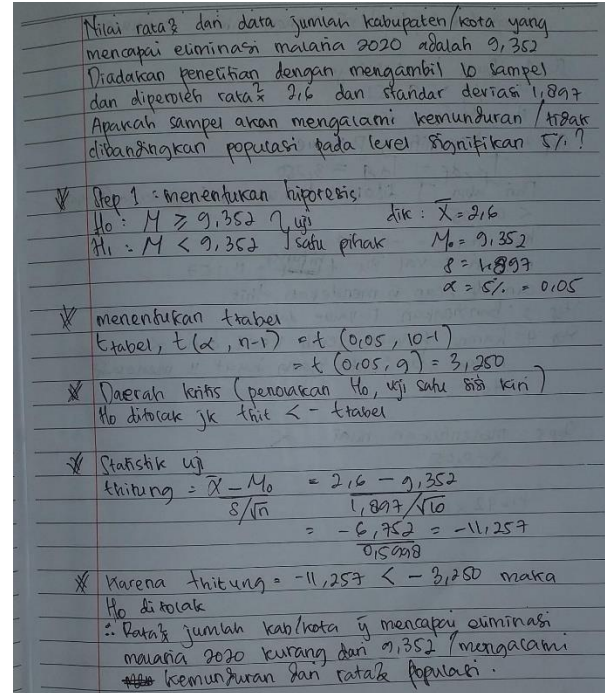 Nilai rata² dari data jumlah kabupaten/kota yang
mencapai eliminasi malaria 2020 adalah 9,352
Diadakan penelitian dengan mengambil 10 sampel
dan diperoleh rata² 2,6 dan standar deviasi 1,897
Apakah sampel akan mengalami kemunduran / tidak
dibandingkan populasi pada level signifikan 5%?
Step 1 : menentukan hipotesis
H₀ : M ≥ 9,352 } uji
H₁ : M < 9,352 } satu pihak
dik : X̄ = 2,6
M₀ = 9,352
s = 1,897
α = 5% = 0,05
menentukan ttabel
ttabel, t(α, n-1) = t (0,05, 10-1)
= t (0,05, 9) = 3,250
Daerah kritis (penolakan H₀, uji satu sisi kiri)
H₀ ditolak jk thit < - ttabel
Statistik uji
thitung = X̄ - M₀ / s/√n = 2,6 - 9,352 / 1,897/√10
= -6,752 / 0,5998 = -11,257
Karena thitung = -11,257 < -3,250 maka
H₀ ditolak
∴ Rata² jumlah kab/kota yg mencapai eliminasi
malaria 2020 kurang dari 9,352 / mengalami
kemunduran dari rata² populasi.